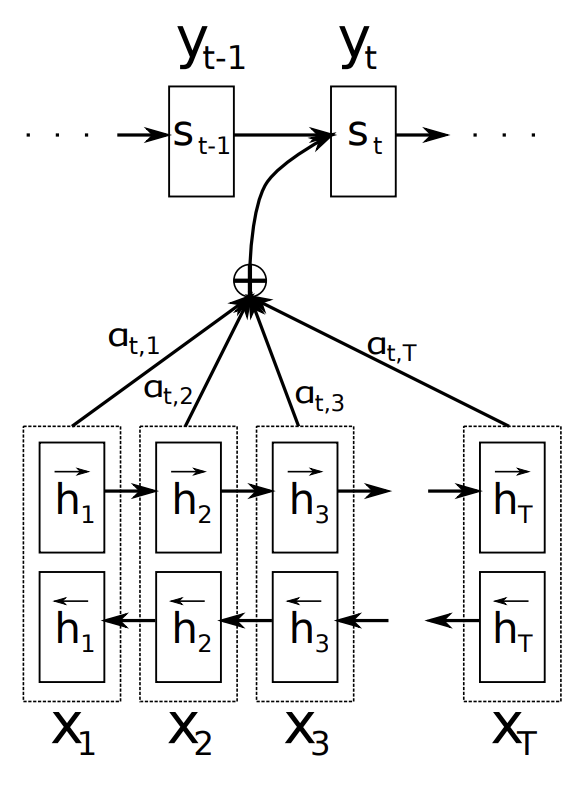 y_{t-1} y_t
. . . s_{t-1} s_t . . .
a_{t,1} a_{t,2} a_{t,3} a_{t,T}
\overrightarrow{h}_1 \overrightarrow{h}_2 \overrightarrow{h}_3 \overrightarrow{h}_T
\overleftarrow{h}_1 \overleftarrow{h}_2 \overleftarrow{h}_3 \overleftarrow{h}_T
x_1 x_2 x_3 x_T